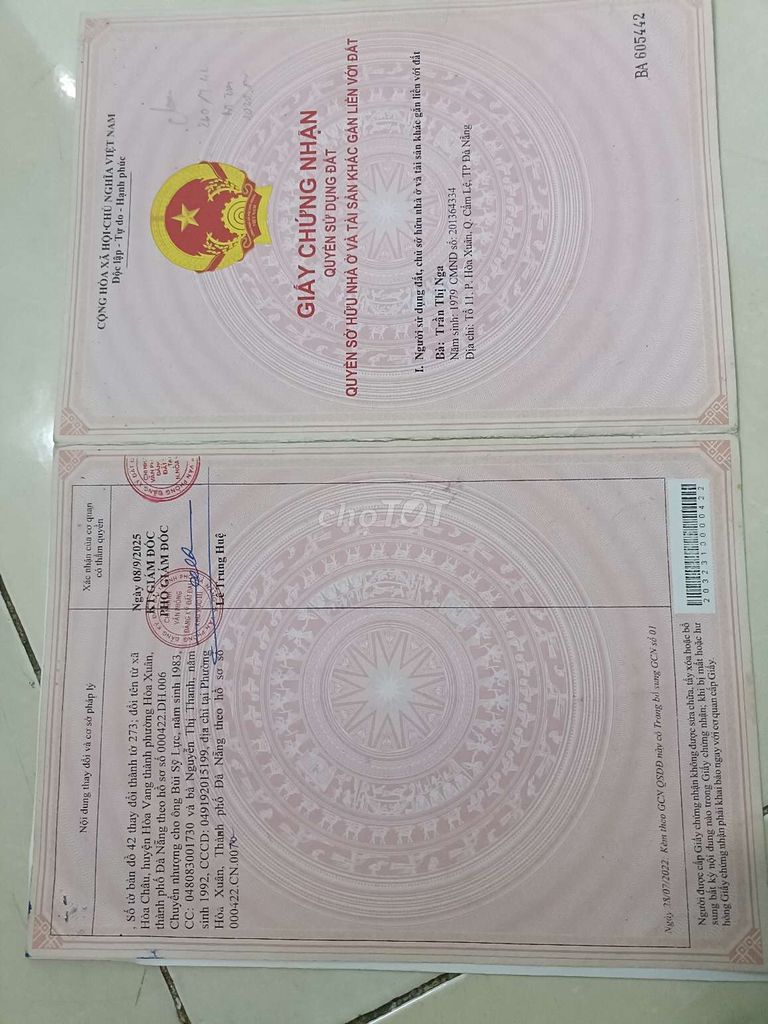 CỘNG HÒA XÃ HỘI CHỦ NGHĨA VIỆT NAM
Độc lập - Tự do - Hạnh phúc
GIẤY CHỨNG NHẬN
QUYỀN SỬ DỤNG ĐẤT
QUYỀN SỞ HỮU NHÀ Ở VÀ TÀI SẢN KHÁC GẮN LIỀN VỚI ĐẤT
I. Người sử dụng đất, chủ sở hữu nhà ở và tài sản khác gắn liền với đất
Bà: Trần Thị Nga
Năm sinh: 1979 CMND số: 201364334
Địa chỉ: Tổ 11, P. Hòa Xuân, Q. Cẩm Lệ, TP Đà Nẵng
BA 605442
Nội dung thay đổi và cơ sở pháp lý
Xác nhận của cơ quan
có thẩm quyền
. Số tờ bản đồ 42 thay đổi thành tờ 273; đổi tên từ xã
Hòa Châu, huyện Hòa Vang thành phường Hòa Xuân,
thành phố Đà Nẵng theo hồ sơ số 000422.DH.006
Chuyển nhượng cho ông Bùi Sỹ Lực, năm sinh 1983,
CC: 048083001730 và bà Nguyễn Thị Thanh, năm
sinh 1992, CCCD: 049192015199, địa chỉ tại Phường
Hòa Xuân, Thành phố Đà Nẵng theo hồ sơ số
000422.CN.0070
Ngày 08/9/2025
KT.GIÁM ĐỐC
PHÓ GIÁM ĐỐC
Lê Trung Huệ
Ngày 28/07/2022 . Kèm theo GCN QSDĐ này có Trang bổ sung GCN số 01
Người được cấp Giấy chứng nhận không được sửa chữa, tẩy xóa hoặc bổ
sung bất kỳ nội dung nào trong Giấy chứng nhận; khi bị mất hoặc hư
hỏng Giấy chứng nhận phải khai báo ngay với cơ quan cấp Giấy.
203231000422
choTỐT